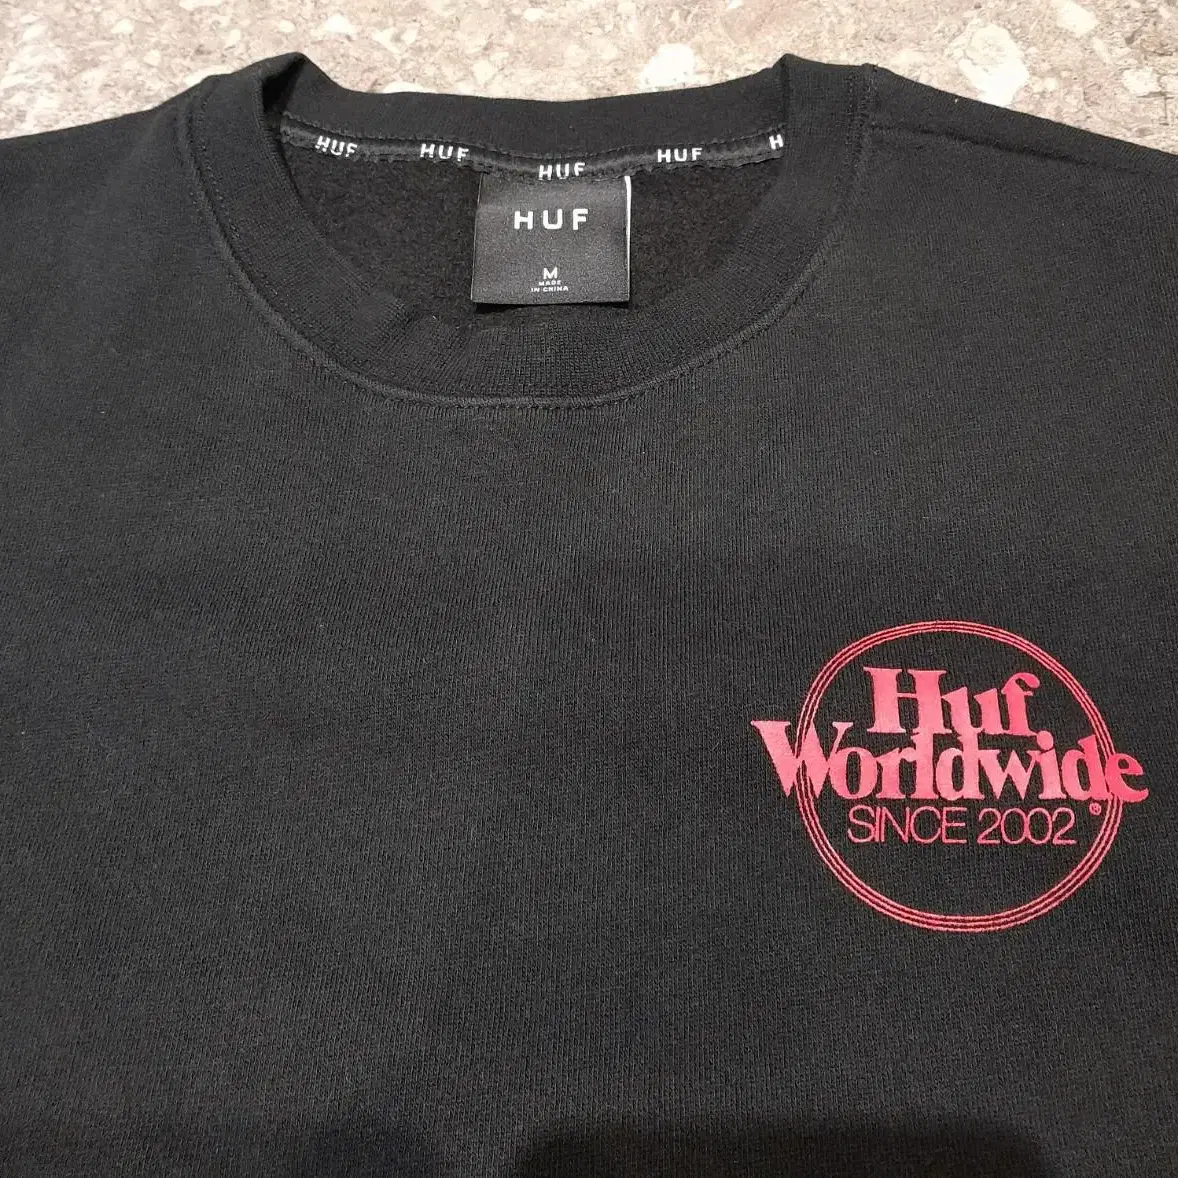 HUF HUF HUF HUF H
HUF
M
MADE
IN CHINA
Huf
Worldwide
®
SINCE 2002